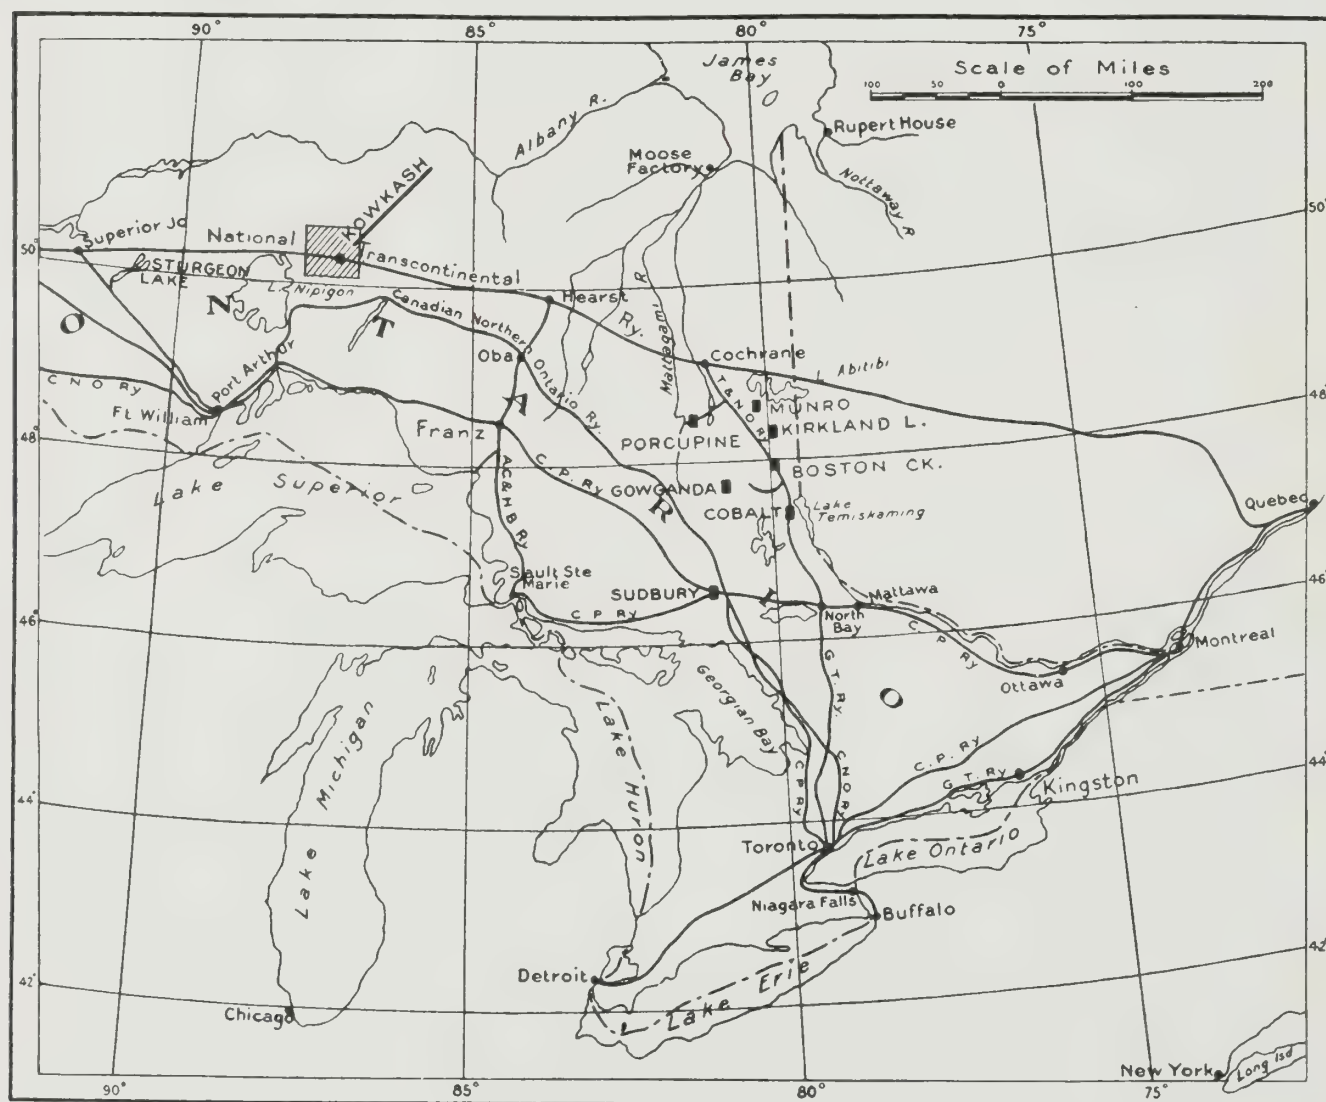 90°
85°
80°
75°
James
Bay
Scale of Miles
100
50
0
100
200
Albany R.
Rupert House
Moose
Factory
Nottaway R
KOWKASH
50°
Superior Jc
National
Transcontinental
Ry.
50°
STURGEON
LAKE
L. Nipigon
Hearst
Canadian Northern Ontario Ry.
O
N
T
A
R
I
O
Mattagami R
Oba
Cochrane
L. Abitibi
T & N O RY
Port Arthur
C N O Ry
Ft. William
48°
MUNRO
KIRKLAND L.
PORCUPINE
48°
Franz
BOSTON CK.
Lake Superior
C. P. Ry
GOWGANDA
COBALT
Lake
Temiskaming
Quebec
A C & H B Ry
Sault Ste
Marie
SUDBURY
C P Ry
Mattawa
North
Bay
46°
46°
C. P. Ry
G. T. Ry.
Montreal
Ottawa
Georgian Bay
Lake Huron
Lake Michigan
C P Ry
C N O Ry
C. P. Ry
G. T. Ry
Kingston
44°
44°
Toronto
Lake Ontario
Niagara Falls
Buffalo
42°
42°
Detroit
Lake Erie
Chicago
New York
Long Isd
90°
85°
80°
75°